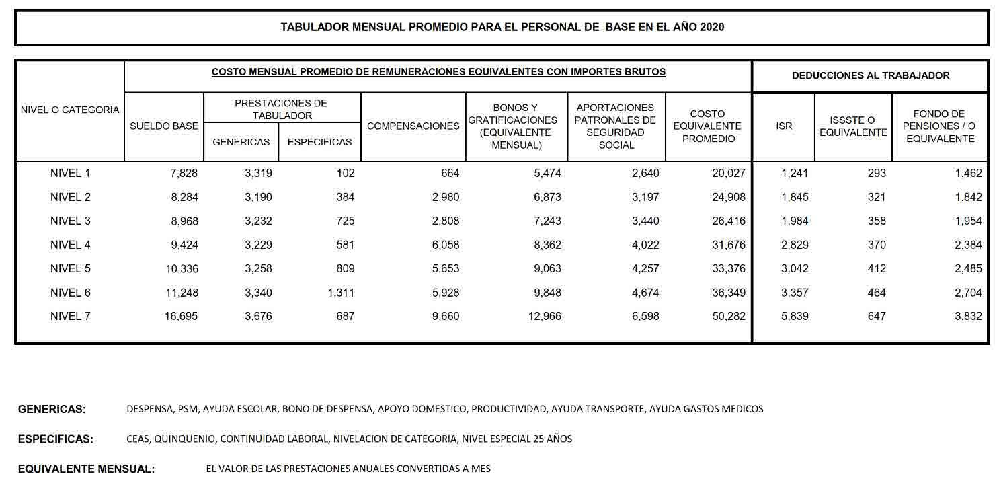 TABULADOR MENSUAL PROMEDIO PARA EL PERSONAL DE BASE EN EL AÑO 2020
COSTO MENSUAL PROMEDIO DE REMUNERACIONES EQUIVALENTES CON IMPORTES BRUTOS
DEDUCCIONES AL TRABAJADOR
NIVEL O CATEGORIA
SUELDO BASE
PRESTACIONES DE
TABULADOR
GENERICAS
ESPECIFICAS
COMPENSACIONES
BONOS Y
GRATIFICACIONES
(EQUIVALENTE
MENSUAL)
APORTACIONES
PATRONALES DE
SEGURIDAD
SOCIAL
COSTO
EQUIVALENTE
PROMEDIO
ISR
ISSSTE O
EQUIVALENTE
FONDO DE
PENSIONES / O
EQUIVALENTE
NIVEL 1 7,828 3,319 102 664 5,474 2,640 20,027 1,241 293 1,462
NIVEL 2 8,284 3,190 384 2,980 6,873 3,197 24,908 1,845 321 1,842
NIVEL 3 8,968 3,232 725 2,808 7,243 3,440 26,416 1,984 358 1,954
NIVEL 4 9,424 3,229 581 6,058 8,362 4,022 31,676 2,829 370 2,384
NIVEL 5 10,336 3,258 809 5,653 9,063 4,257 33,376 3,042 412 2,485
NIVEL 6 11,248 3,340 1,311 5,928 9,848 4,674 36,349 3,357 464 2,704
NIVEL 7 16,695 3,676 687 9,660 12,966 6,598 50,282 5,839 647 3,832
GENERICAS: DESPENSA, PSM, AYUDA ESCOLAR, BONO DE DESPENSA, APOYO DOMESTICO, PRODUCTIVIDAD, AYUDA TRANSPORTE, AYUDA GASTOS MEDICOS
ESPECIFICAS: CEAS, QUINQUENIO, CONTINUIDAD LABORAL, NIVELACION DE CATEGORIA, NIVEL ESPECIAL 25 AÑOS
EQUIVALENTE MENSUAL: EL VALOR DE LAS PRESTACIONES ANUALES CONVERTIDAS A MES